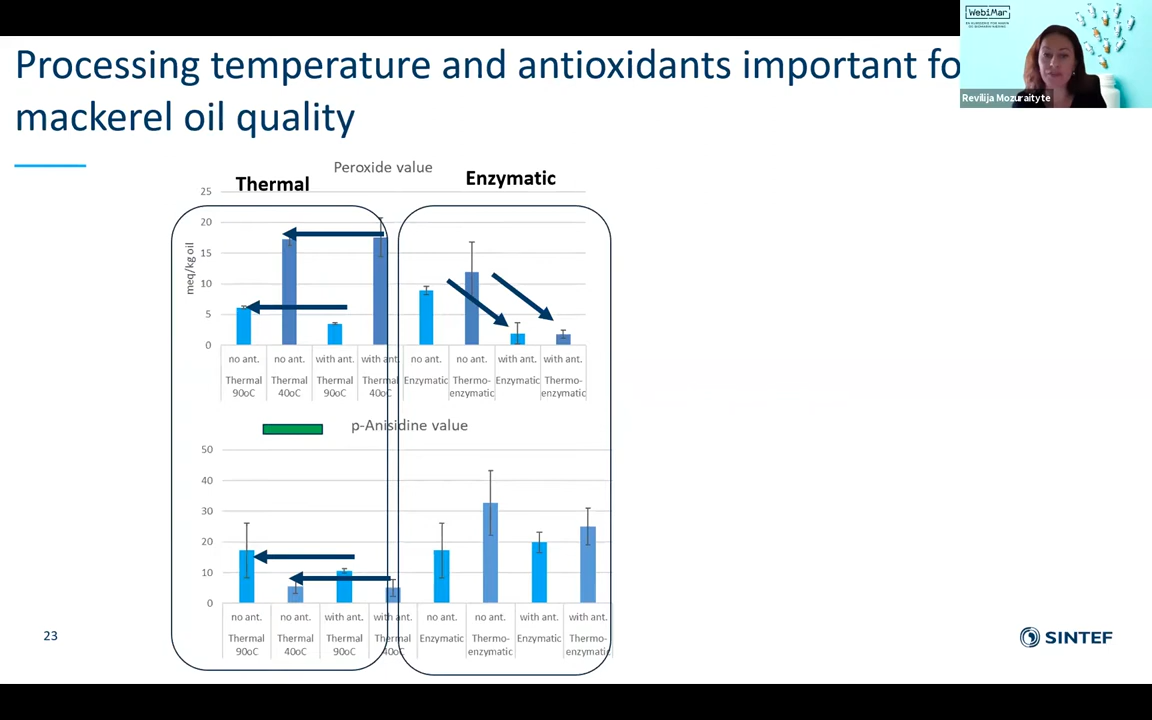 WebiMar
Revilija Mozuraityte
Processing temperature and antioxidants important fo
mackerel oil quality
Peroxide value
Thermal
Enzymatic
meq/kg oil
25
20
15
10
5
0
no ant. no ant. with ant. with ant. no ant. no ant. with ant. with ant.
Thermal Thermal Thermal Thermal Enzymatic Thermo- Enzymatic Thermo-
90oC 40oC 90oC 40oC enzymatic enzymatic
p-Anisidine value
50
40
30
20
10
0
no ant. no ant. with ant. with ant. no ant. no ant. with ant. with ant.
Thermal Thermal Thermal Thermal Enzymatic Thermo- Enzymatic Thermo-
90oC 40oC 90oC 40oC enzymatic enzymatic
23
SINTEF